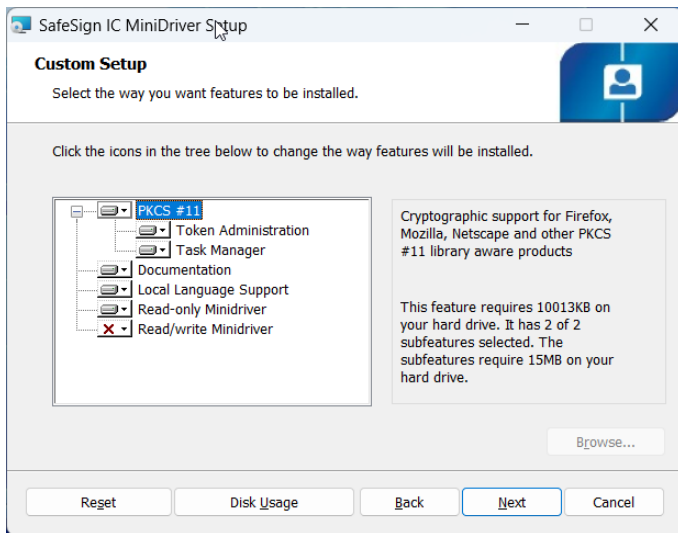 SafeSign IC MiniDriver Setup
Custom Setup
Select the way you want features to be installed.
Click the icons in the tree below to change the way features will be installed.
PKCS #11
Token Administration
Task Manager
Documentation
Local Language Support
Read-only Minidriver
Read/write Minidriver
Cryptographic support for Firefox,
Mozilla, Netscape and other PKCS
#11 library aware products
This feature requires 10013KB on
your hard drive. It has 2 of 2
subfeatures selected. The
subfeatures require 15MB on your
hard drive.
Browse...
Reset
Disk Usage
Back
Next
Cancel